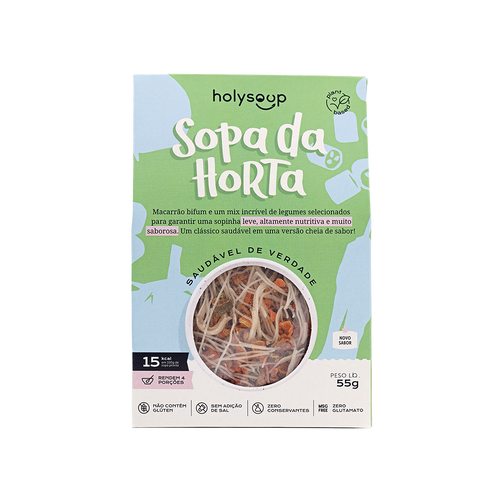 holysoup
plant
based
Sopa da
Horta
Macarrão bifum e um mix incrível de legumes selecionados
para garantir uma sopinha leve, altamente nutritiva e muito
saborosa. Um clássico saudável em uma versão cheia de sabor!
SAUDÁVEL DE VERDADE
NOVO
SABOR
15 kcal
RENDEM 4
PORÇÕES
PESO LÍQ.
55g
NÃO CONTÉM
GLÚTEN
SEM ADIÇÃO
DE SAL
ZERO
CONSERVANTES
MSG
FREE
ZERO
GLUTAMATO